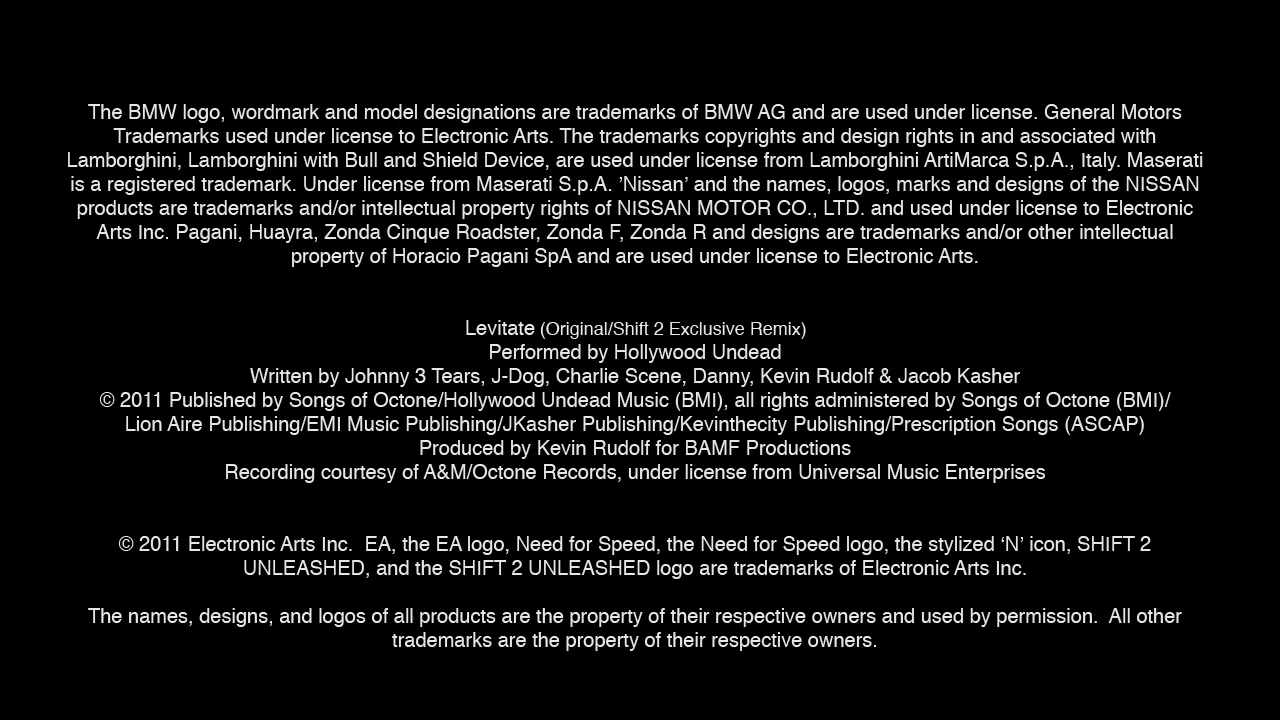 The BMW logo, wordmark and model designations are trademarks of BMW AG and are used under license. General Motors
Trademarks used under license to Electronic Arts. The trademarks copyrights and design rights in and associated with
Lamborghini, Lamborghini with Bull and Shield Device, are used under license from Lamborghini ArtiMarca S.p.A., Italy. Maserati
is a registered trademark. Under license from Maserati S.p.A. ’Nissan’ and the names, logos, marks and designs of the NISSAN
products are trademarks and/or intellectual property rights of NISSAN MOTOR CO., LTD. and used under license to Electronic
Arts Inc. Pagani, Huayra, Zonda Cinque Roadster, Zonda F, Zonda R and designs are trademarks and/or other intellectual
property of Horacio Pagani SpA and are used under license to Electronic Arts.
Levitate (Original/Shift 2 Exclusive Remix)
Performed by Hollywood Undead
Written by Johnny 3 Tears, J-Dog, Charlie Scene, Danny, Kevin Rudolf & Jacob Kasher
© 2011 Published by Songs of Octone/Hollywood Undead Music (BMI), all rights administered by Songs of Octone (BMI)/
Lion Aire Publishing/EMI Music Publishing/JKasher Publishing/Kevinthecity Publishing/Prescription Songs (ASCAP)
Produced by Kevin Rudolf for BAMF Productions
Recording courtesy of A&M/Octone Records, under license from Universal Music Enterprises
© 2011 Electronic Arts Inc.  EA, the EA logo, Need for Speed, the Need for Speed logo, the stylized ‘N’ icon, SHIFT 2
UNLEASHED, and the SHIFT 2 UNLEASHED logo are trademarks of Electronic Arts Inc.
The names, designs, and logos of all products are the property of their respective owners and used by permission.  All other
trademarks are the property of their respective owners.